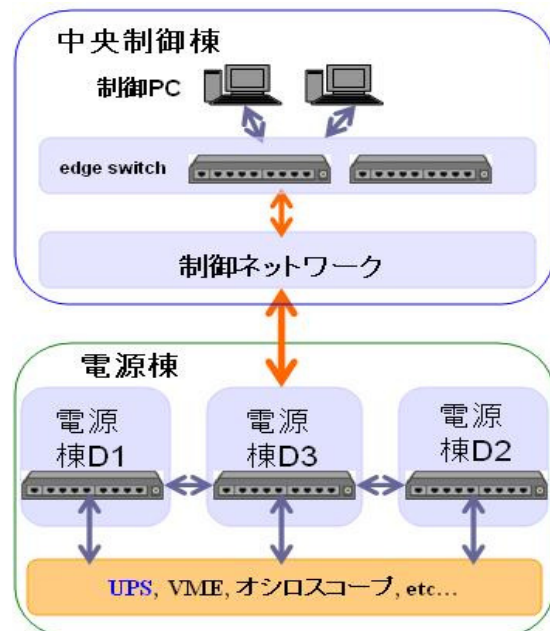 中央制御棟
制御PC
edge switch
制御ネットワーク
電源棟
電源
棟D1
電源
棟D3
電源
棟D2
UPS, VME, オシロスコープ, etc…